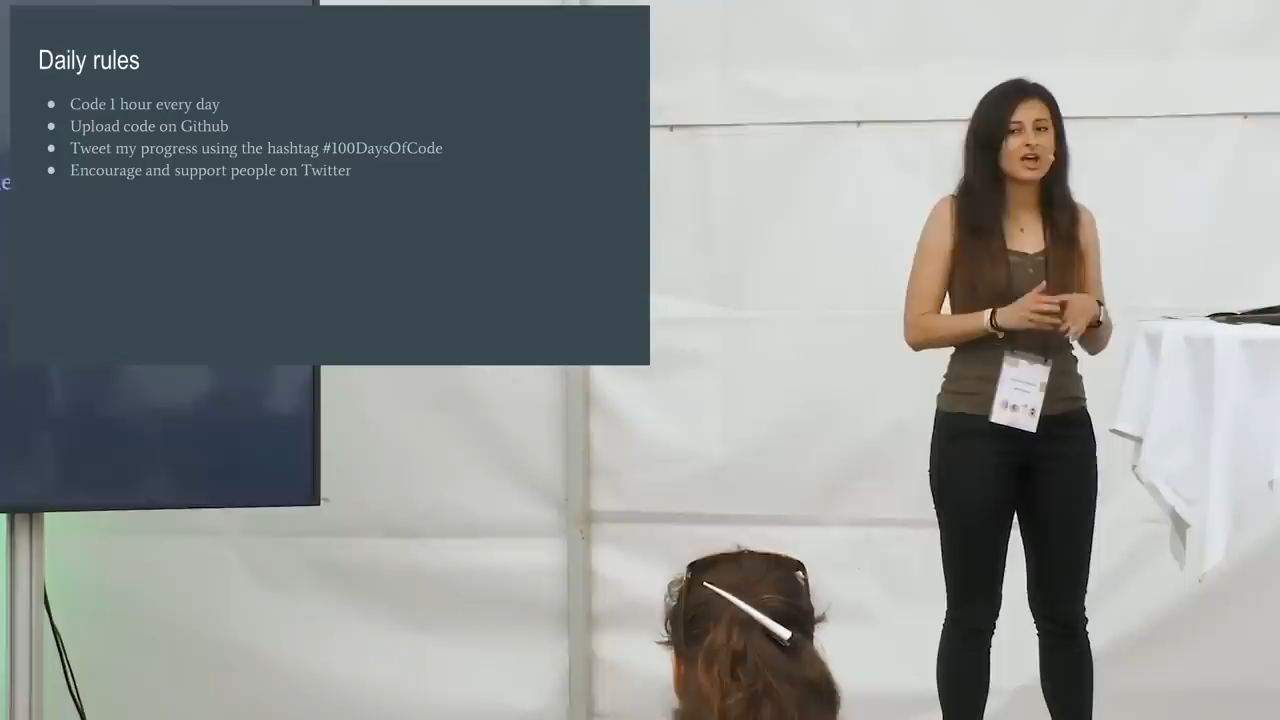 Daily rules
Code 1 hour every day
Upload code on Github
Tweet my progress using the hashtag #100DaysOfCode
Encourage and support people on Twitter